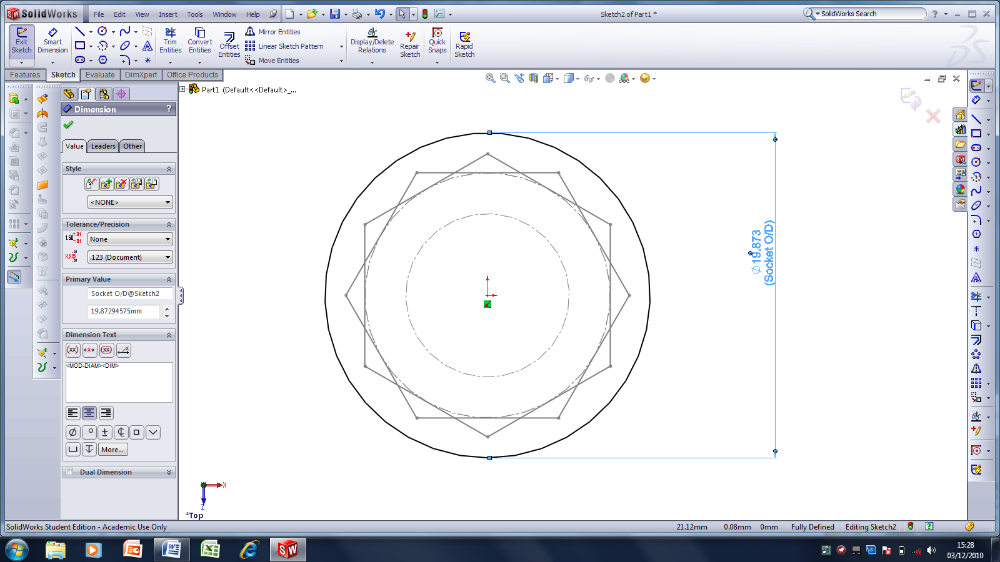 SolidWorks File Edit View Insert Tools Window Help Sketch2 of Part1 * SolidWorks Search ?
Exit Sketch
Smart Dimension
Trim Entities
Convert Entities
Offset Entities
Mirror Entities
Linear Sketch Pattern
Move Entities
Display/Delete Relations
Repair Sketch
Quick Snaps
Rapid Sketch
Features Sketch Evaluate DimXpert Office Products
Part1 (Default<<Default>_...
Dimension ?
Value Leaders Other
Style
<NONE>
Tolerance/Precision
None
.123 (Document)
Primary Value
Socket O/D@Sketch2
19.87294575mm
Dimension Text
(xx) (xx)
<MOD-DIAM><DIM>
More...
Dual Dimension
∅19.873
(Socket O/D)
X
Z
*Top
SolidWorks Student Edition - Academic Use Only 21.12mm 0.08mm 0mm Fully Defined Editing Sketch2
15:28
03/12/2010